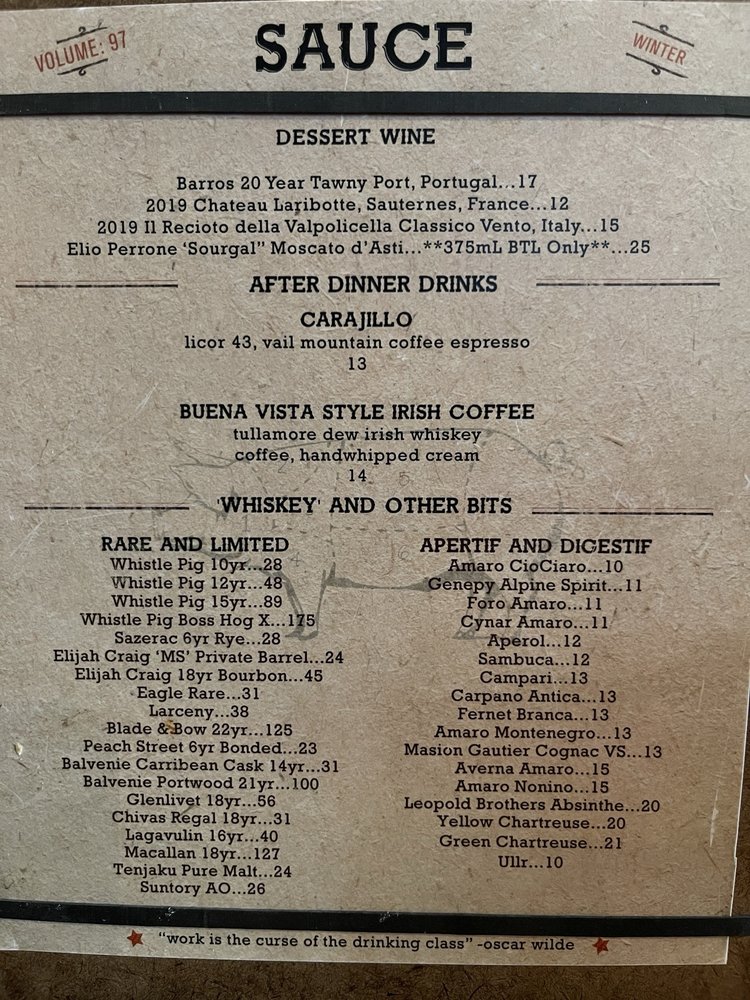 VOLUME: 97
SAUCE
WINTER
DESSERT WINE
Barros 20 Year Tawny Port, Portugal...17
2019 Chateau Laribotte, Sauternes, France...12
2019 Il Recioto della Valpolicella Classico Vento, Italy...15
Elio Perrone ‘Sourgal” Moscato d’Asti...**375mL BTL Only**...25
AFTER DINNER DRINKS
CARAJILLO
licor 43, vail mountain coffee espresso
13
BUENA VISTA STYLE IRISH COFFEE
tullamore dew irish whiskey
coffee, handwhipped cream
14
'WHISKEY' AND OTHER BITS
RARE AND LIMITED
Whistle Pig 10yr...28
Whistle Pig 12yr...48
Whistle Pig 15yr...89
Whistle Pig Boss Hog X...175
Sazerac 6yr Rye...28
Elijah Craig ‘MS’ Private Barrel...24
Elijah Craig 18yr Bourbon...45
Eagle Rare...31
Larceny...38
Blade & Bow 22yr...125
Peach Street 6yr Bonded...23
Balvenie Carribean Cask 14yr...31
Balvenie Portwood 21yr...100
Glenlivet 18yr...56
Chivas Regal 18yr...31
Lagavulin 16yr...40
Macallan 18yr...127
Tenjaku Pure Malt...24
Suntory AO...26
APERTIF AND DIGESTIF
Amaro CioCiaro...10
Genepy Alpine Spirit...11
Foro Amaro...11
Cynar Amaro...11
Aperol...12
Sambuca...12
Campari...13
Carpano Antica...13
Fernet Branca...13
Amaro Montenegro...13
Masion Gautier Cognac VS...13
Averna Amaro...15
Amaro Nonino...15
Leopold Brothers Absinthe...20
Yellow Chartreuse...20
Green Chartreuse...21
Ullr...10
“work is the curse of the drinking class” -oscar wilde